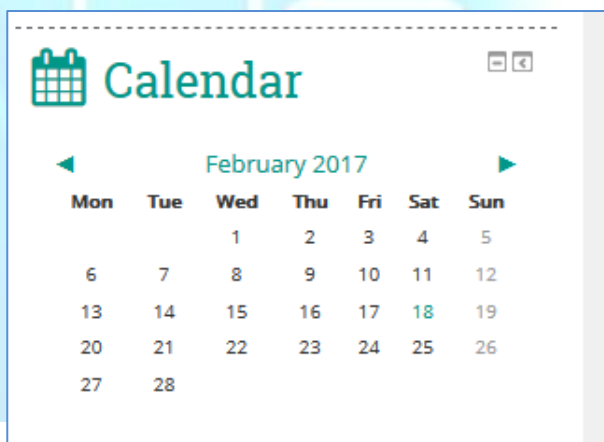 Calendar
◄ February 2017 ►
Mon Tue Wed Thu Fri Sat Sun
1 2 3 4 5
6 7 8 9 10 11 12
13 14 15 16 17 18 19
20 21 22 23 24 25 26
27 28